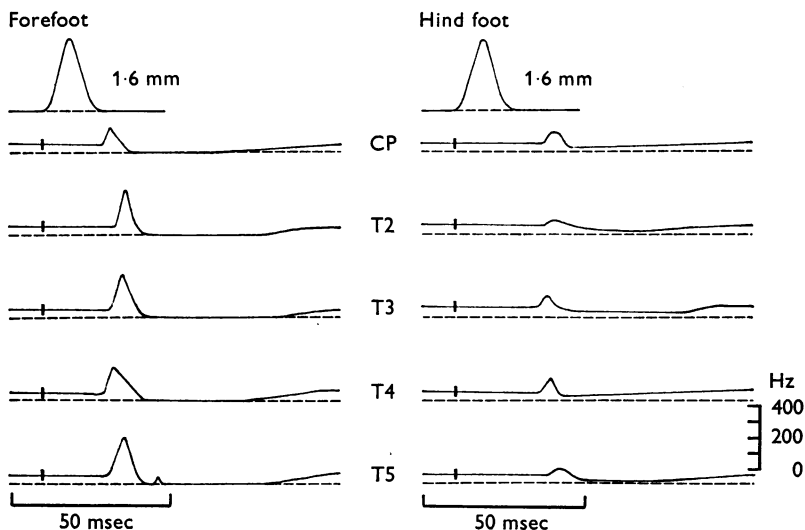 Forefoot
Hind foot
1·6 mm
1·6 mm
CP
T2
T3
T4
T5
Hz
400
200
0
50 msec
50 msec